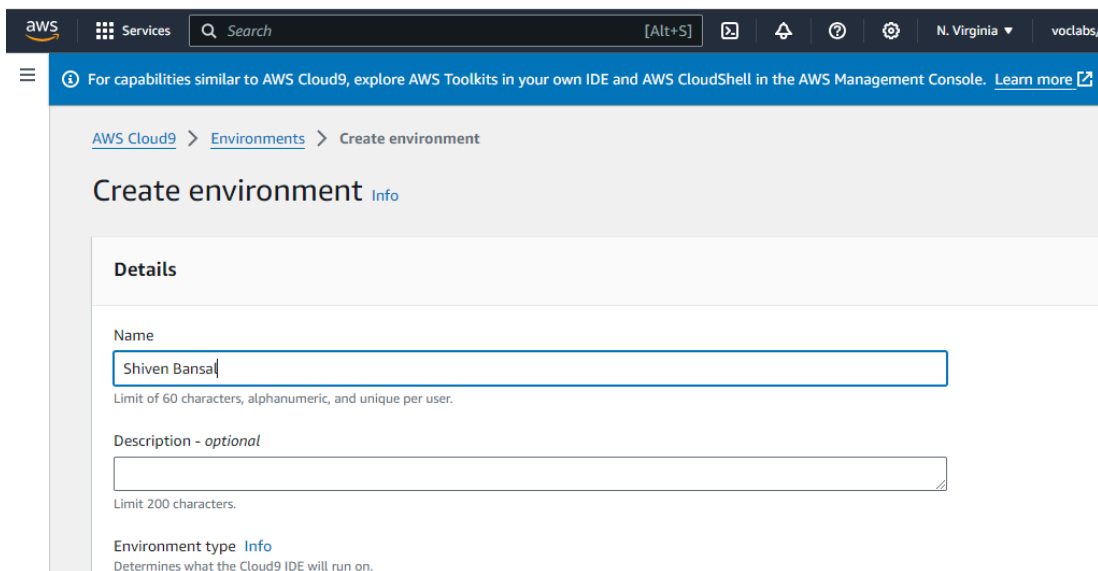 aws Services Search [Alt+S] N. Virginia voclabs/
For capabilities similar to AWS Cloud9, explore AWS Toolkits in your own IDE and AWS CloudShell in the AWS Management Console. Learn more
AWS Cloud9 > Environments > Create environment
Create environment Info
Details
Name
Shiven Bansal
Limit of 60 characters, alphanumeric, and unique per user.
Description - optional
Limit 200 characters.
Environment type Info
Determines what the Cloud9 IDE will run on.